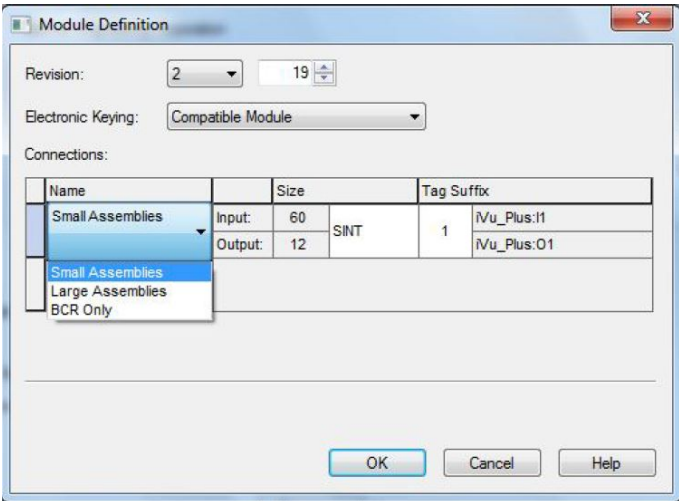 Module Definition
Revision: 2 19
Electronic Keying: Compatible Module
Connections:
Name Size Tag Suffix
Small Assemblies Input: 60 SINT 1 iVu_Plus:I1
Output: 12 iVu_Plus:O1
Small Assemblies
Large Assemblies
BCR Only
OK Cancel Help